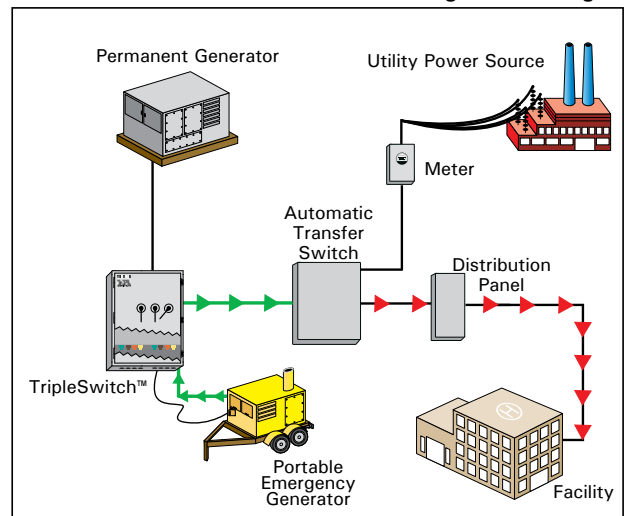 Permanent Generator
Utility Power Source
Meter
Automatic
Transfer
Switch
Distribution
Panel
TripleSwitch™
Portable
Emergency
Generator
H
Facility